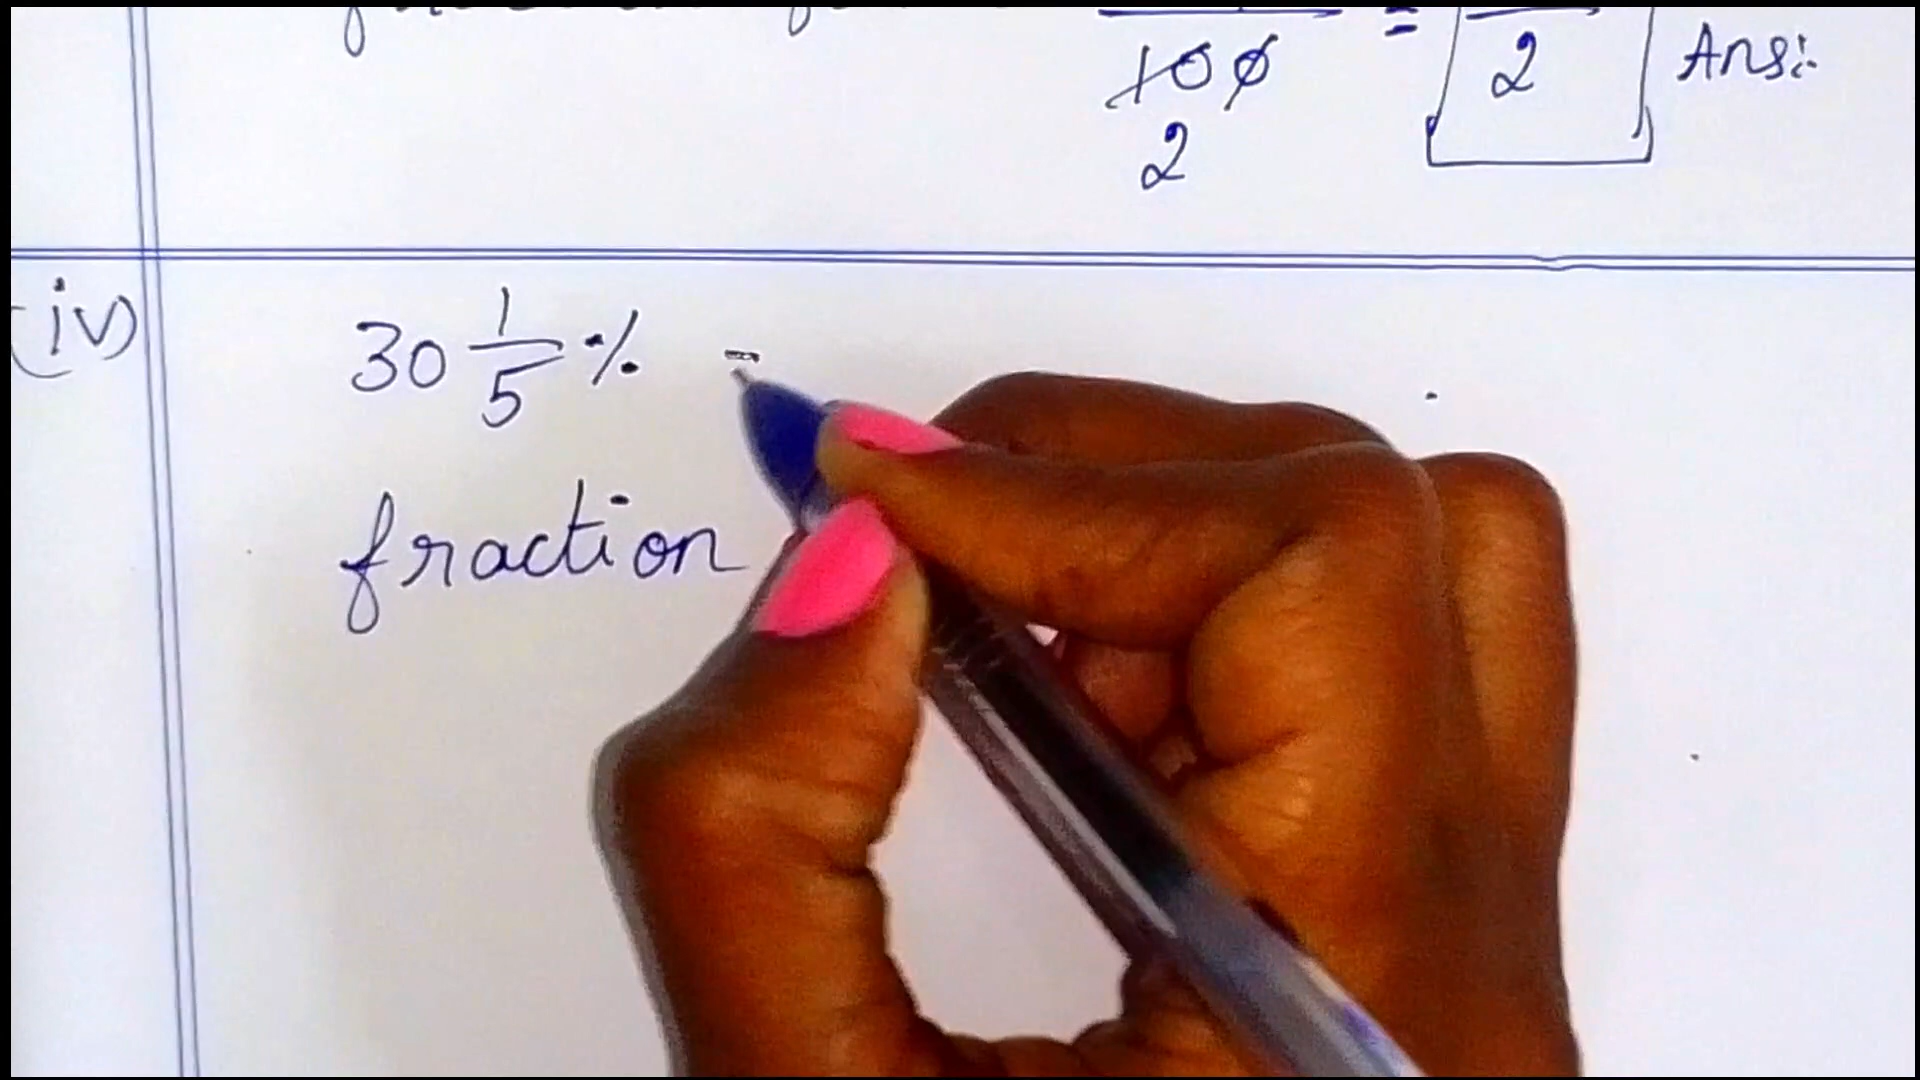 100 = 2 Ans:
2
(iv) 30 1/5 % =
fraction